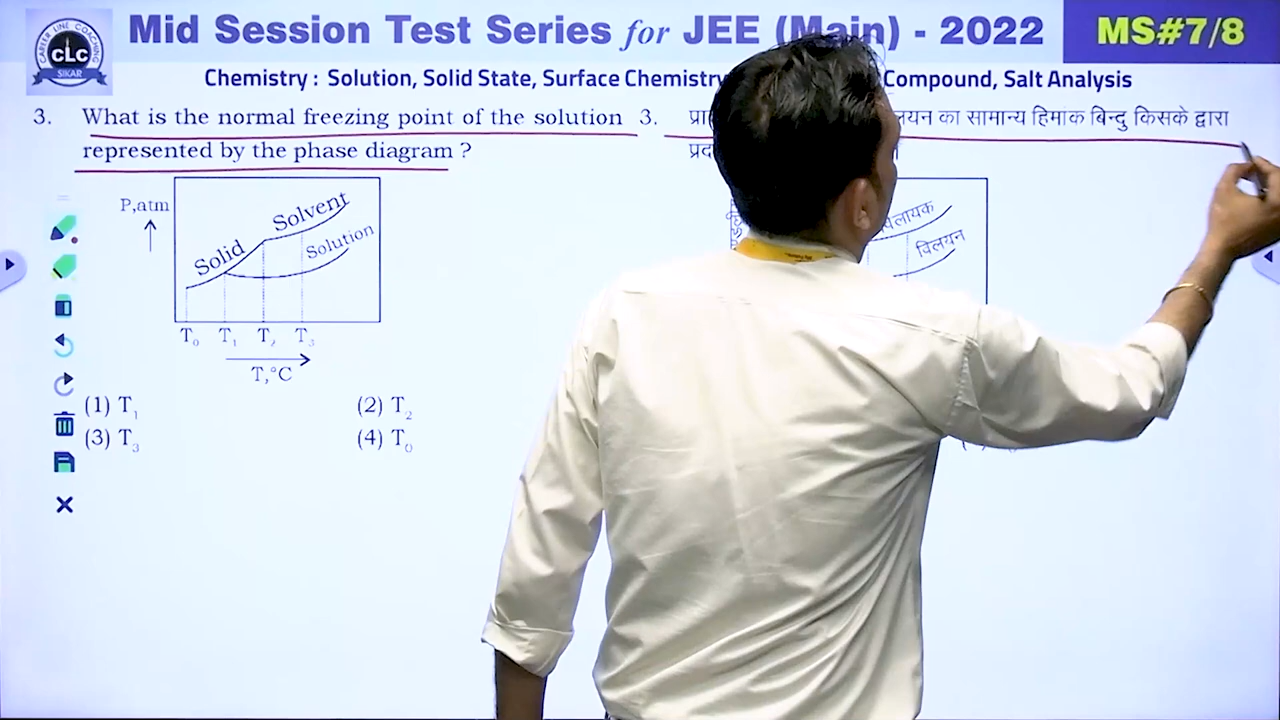 CAREER LINE COACHING
CLC
SIKAR
Mid Session Test Series for JEE (Main) - 2022
MS#7/8
Chemistry : Solution, Solid State, Surface Chemistry Compound, Salt Analysis
3. What is the normal freezing point of the solution
represented by the phase diagram ?
P,atm
Solid
Solvent
Solution
T₀ T₁ T₂ T₃
T,°C
(1) T₁ (2) T₂
(3) T₃ (4) T₀
3. का सामान्य हिमांक बिन्दु किसके द्वारा
विलायक
विलयन